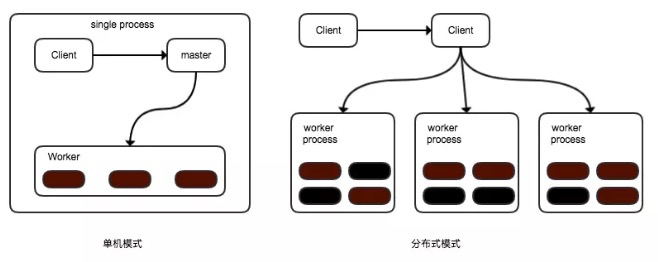 single process
Client
master
Worker
单机模式
Client
Client
worker
process
worker
process
worker
process
分布式模式